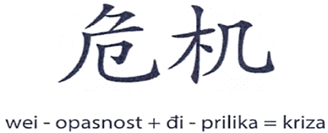 危机
wei - opasnost + đi - prilika = kriza